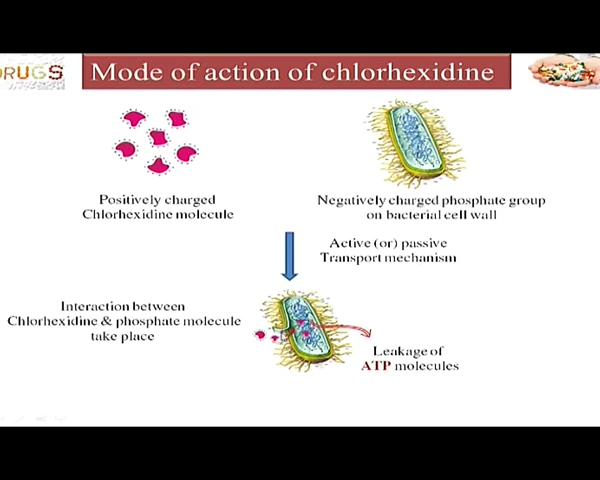 DRUGS
Mode of action of chlorhexidine
Positively charged
Chlorhexidine molecule
Negatively charged phosphate group
on bacterial cell wall
Active (or) passive
Transport mechanism
Interaction between
Chlorhexidine & phosphate molecule
take place
Leakage of
ATP molecules